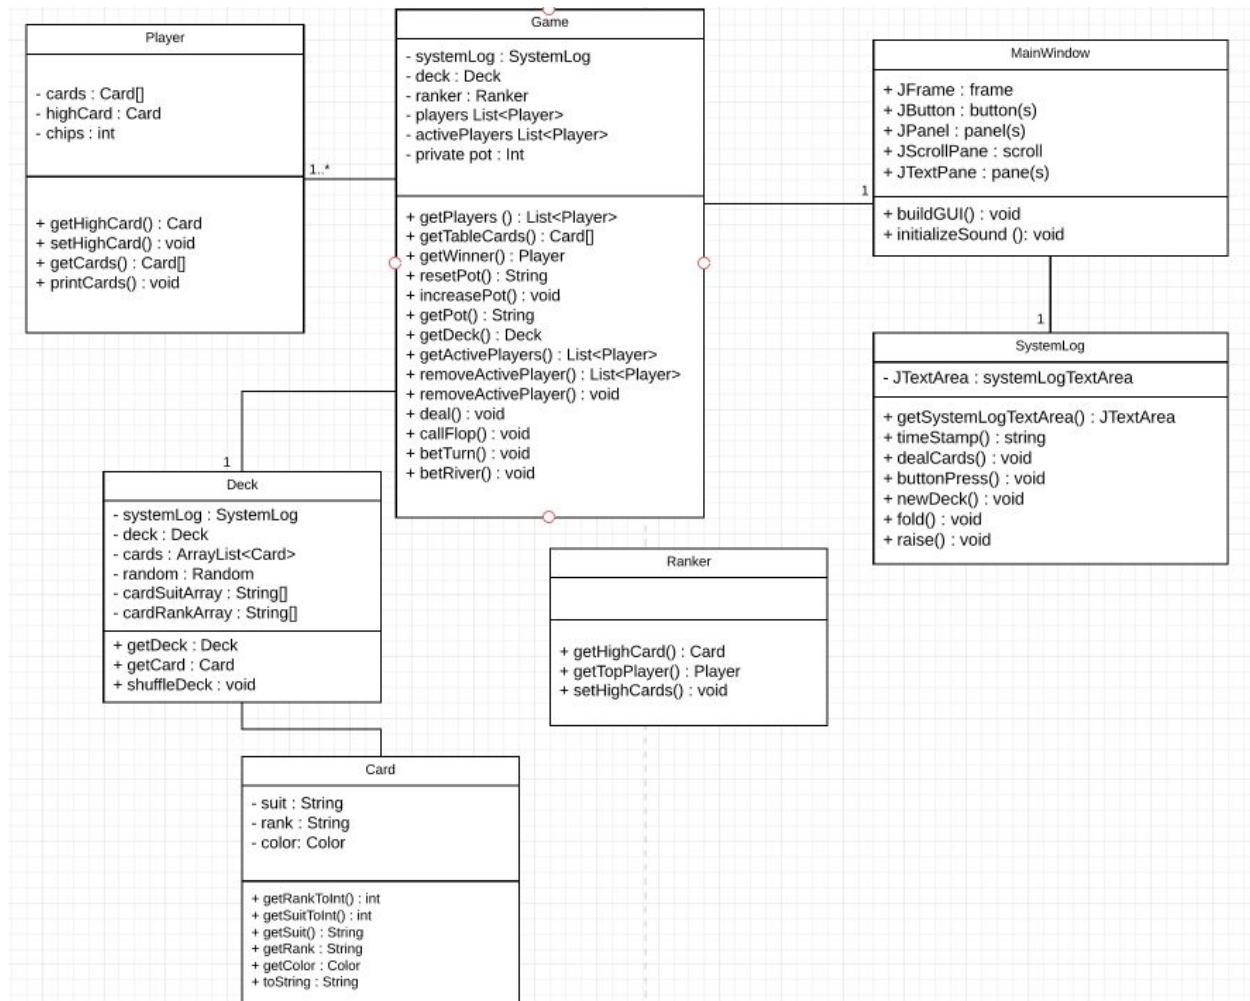 Player
- cards : Card[]
- highCard : Card
- chips : int
+ getHighCard() : Card
+ setHighCard() : void
+ getCards() : Card[]
+ printCards() : void
1..*
Game
- systemLog : SystemLog
- deck : Deck
- ranker : Ranker
- players List<Player>
- activePlayers List<Player>
- private pot : Int
+ getPlayers () : List<Player>
+ getTableCards() : Card[]
+ getWinner() : Player
+ resetPot() : String
+ increasePot() : void
+ getPot() : String
+ getDeck() : Deck
+ getActivePlayers() : List<Player>
+ removeActivePlayer() : List<Player>
+ removeActivePlayer() : void
+ deal() : void
+ callFlop() : void
+ betTurn() : void
+ betRiver() : void
1
MainWindow
+ JFrame : frame
+ JButton : button(s)
+ JPanel : panel(s)
+ JScrollPane : scroll
+ JTextPane : pane(s)
+ buildGUI() : void
+ initializeSound (): void
1
SystemLog
- JTextArea : systemLogTextArea
+ getSystemLogTextArea() : JTextArea
+ timeStamp() : string
+ dealCards() : void
+ buttonPress() : void
+ newDeck() : void
+ fold() : void
+ raise() : void
1
Deck
- systemLog : SystemLog
- deck : Deck
- cards : ArrayList<Card>
- random : Random
- cardSuitArray : String[]
- cardRankArray : String[]
+ getDeck : Deck
+ getCard : Card
+ shuffleDeck : void
Ranker
+ getHighCard() : Card
+ getTopPlayer() : Player
+ setHighCards() : void
Card
- suit : String
- rank : String
- color: Color
+ getRankToInt() : int
+ getSuitToInt() : int
+ getSuit() : String
+ getRank : String
+ getColor : Color
+ toString : String